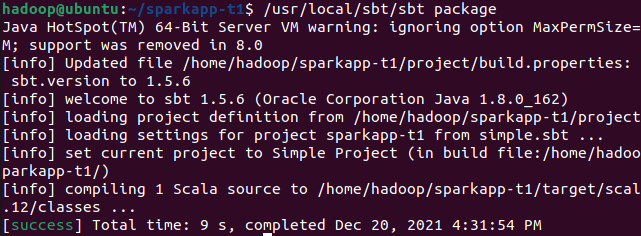 hadoop@ubuntu:~/sparkapp-t1$ /usr/local/sbt/sbt package
Java HotSpot(TM) 64-Bit Server VM warning: ignoring option MaxPermSize=
M; support was removed in 8.0
[info] Updated file /home/hadoop/sparkapp-t1/project/build.properties:
 sbt.version to 1.5.6
[info] welcome to sbt 1.5.6 (Oracle Corporation Java 1.8.0_162)
[info] loading project definition from /home/hadoop/sparkapp-t1/project
[info] loading settings for project sparkapp-t1 from simple.sbt ...
[info] set current project to Simple Project (in build file:/home/hadoo
parkapp-t1/)
[info] compiling 1 Scala source to /home/hadoop/sparkapp-t1/target/scal
.12/classes ...
[success] Total time: 9 s, completed Dec 20, 2021 4:31:54 PM